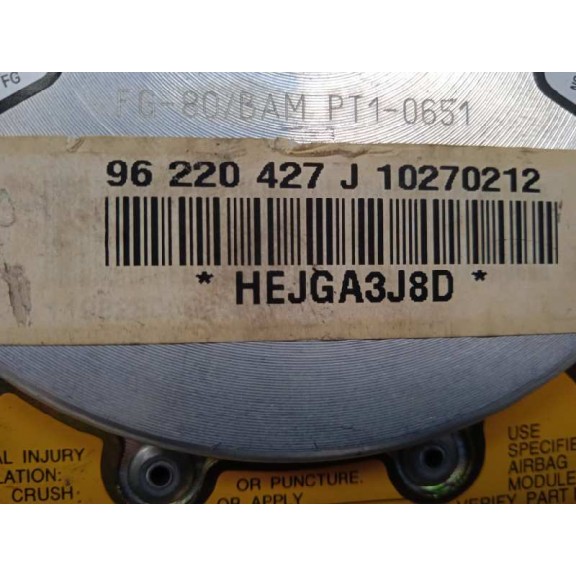 FG
FG-80/BAM PT1-0651
96 220 427 J 10270212
* HEJGA3J8D *
AL INJURY
LATION:
CRUSH
OR PUNCTURE.
OR APPLY
USE
SPECIFIE
AIRBAG
MODULE
VERIFY PART